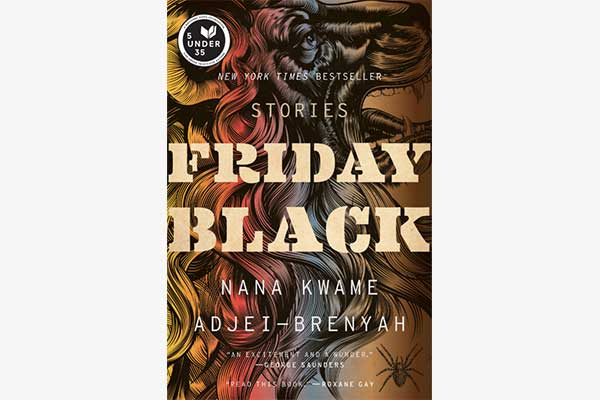 5
UNDER
35
NEW YORK TIMES BESTSELLER
STORIES
FRIDAY
BLACK
NANA KWAME
ADJEI-BRENYAH
"AN EXCITEMENT AND A WONDER."
—GEORGE SAUNDERS
"READ THIS BOOK."—ROXANE GAY